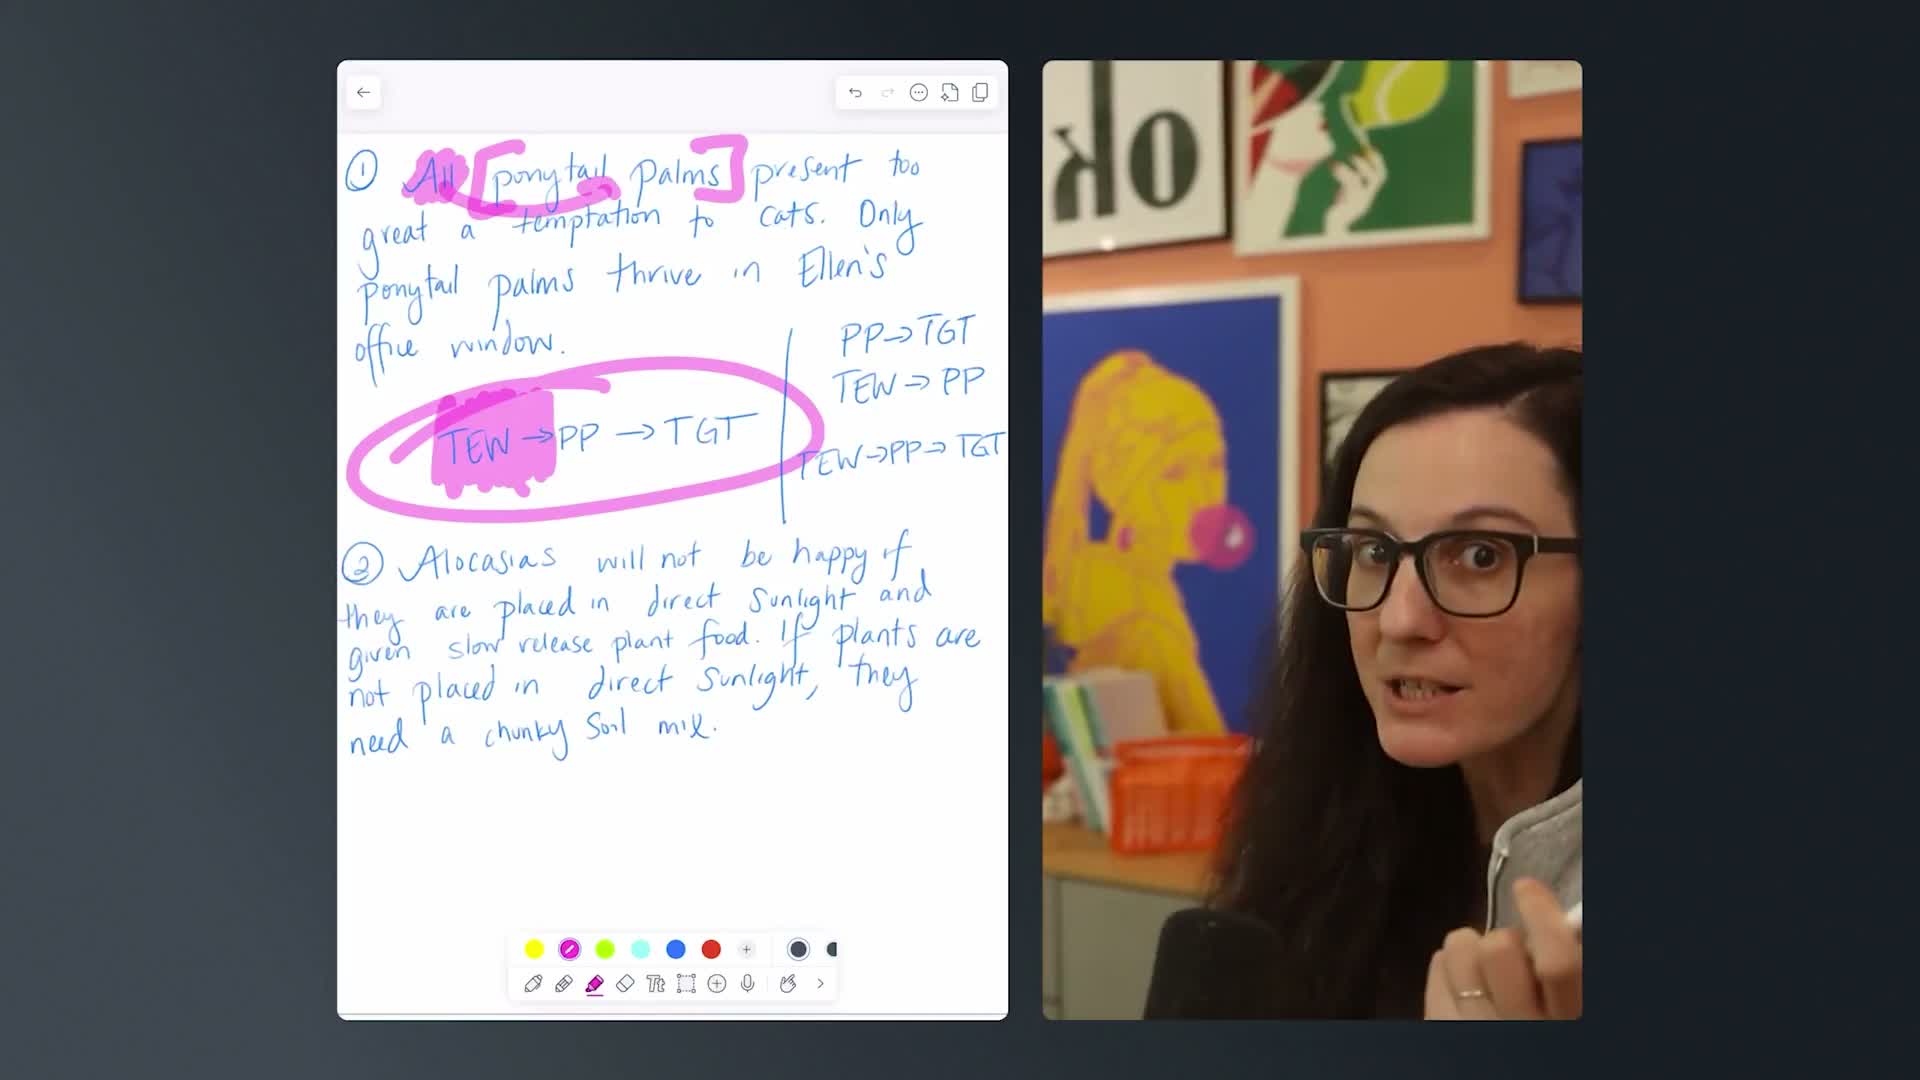 ① All [ponytail palms] present too
great a temptation to cats. Only
ponytail palms thrive in Ellen's
office window.
TEW → PP → TGT
PP → TGT
TEW → PP
TEW → PP → TGT
② Alocasias will not be happy if
they are placed in direct sunlight and
given slow release plant food. If plants are
not placed in direct sunlight, they
need a chunky soil mix.
Tt
ok